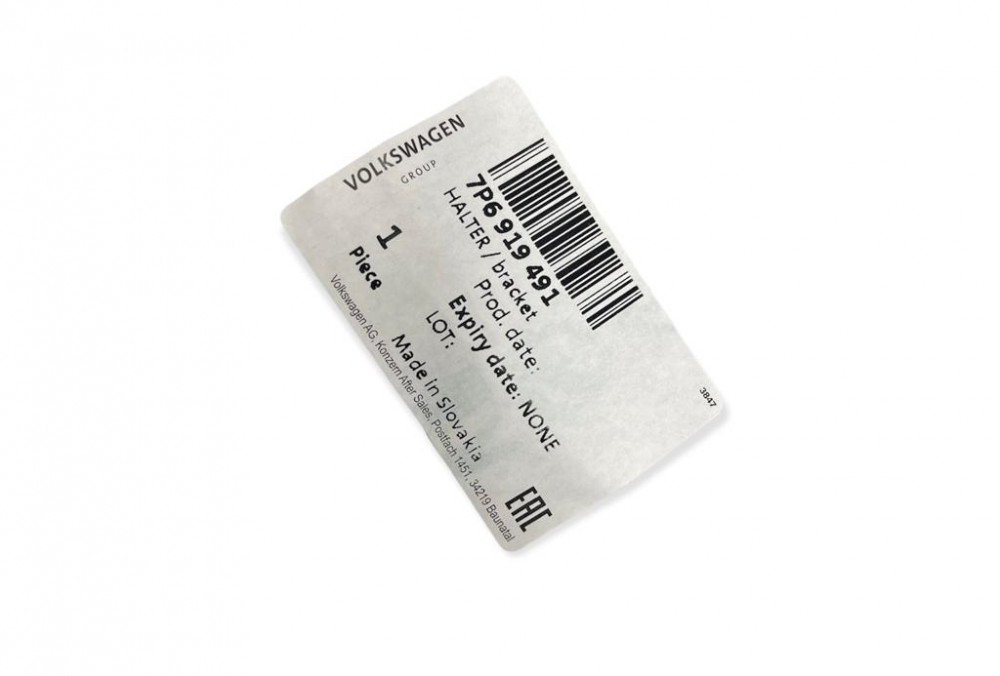 VOLKSWAGEN
GROUP
7P6 919 491
HALTER / bracket
Prod. date:
Expiry date: NONE
LOT:
1
Piece
Made in Slovakia
Volkswagen AG, Konzern After Sales, Postfach 1451, 34219 Baunatal
EAC
3847